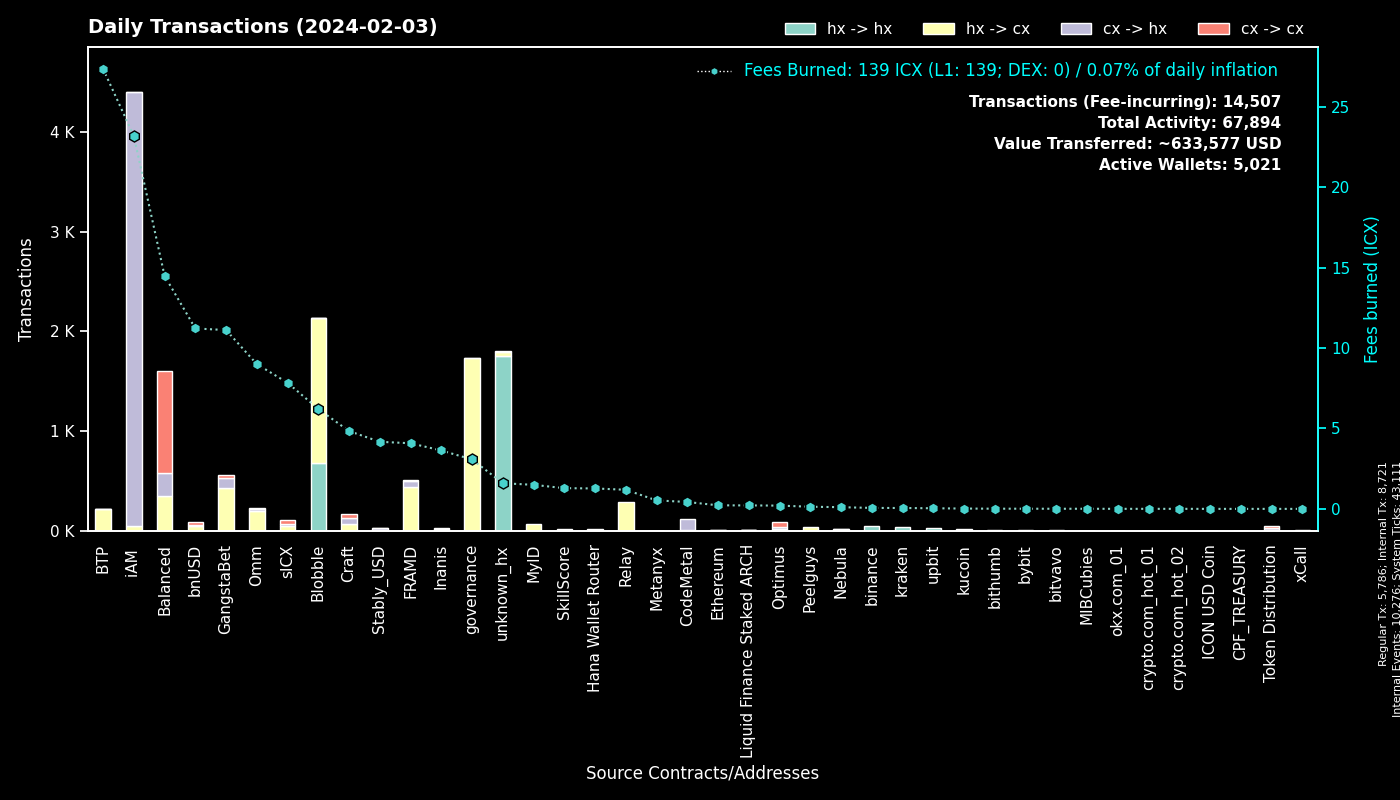 Daily Transactions (2024-02-03)
hx -> hx
hx -> cx
cx -> hx
cx -> cx
Fees Burned: 139 ICX (L1: 139; DEX: 0) / 0.07% of daily inflation
Transactions (Fee-incurring): 14,507
Total Activity: 67,894
Value Transferred: ~633,577 USD
Active Wallets: 5,021
Transactions
4 K
3 K
2 K
1 K
0 K
25
20
15
10
5
0
Fees burned (ICX)
BTP
iAM
Balanced
bnUSD
GangstaBet
Omm
sICX
Blobble
Craft
Stably_USD
FRAMD
Inanis
governance
unknown_hx
MyID
SkillScore
Hana Wallet Router
Relay
Metanyx
CodeMetal
Ethereum
Liquid Finance Staked ARCH
Optimus
Peelguys
Nebula
binance
kraken
upbit
kucoin
bithumb
bybit
bitvavo
MIBCubies
okx.com_01
crypto.com_hot_01
crypto.com_hot_02
ICON USD Coin
CPF_TREASURY
Token Distribution
xCall
Source Contracts/Addresses
Regular Tx: 5,786; Internal Tx: 8,721
Internal Events: 10,276; System Ticks: 43,111